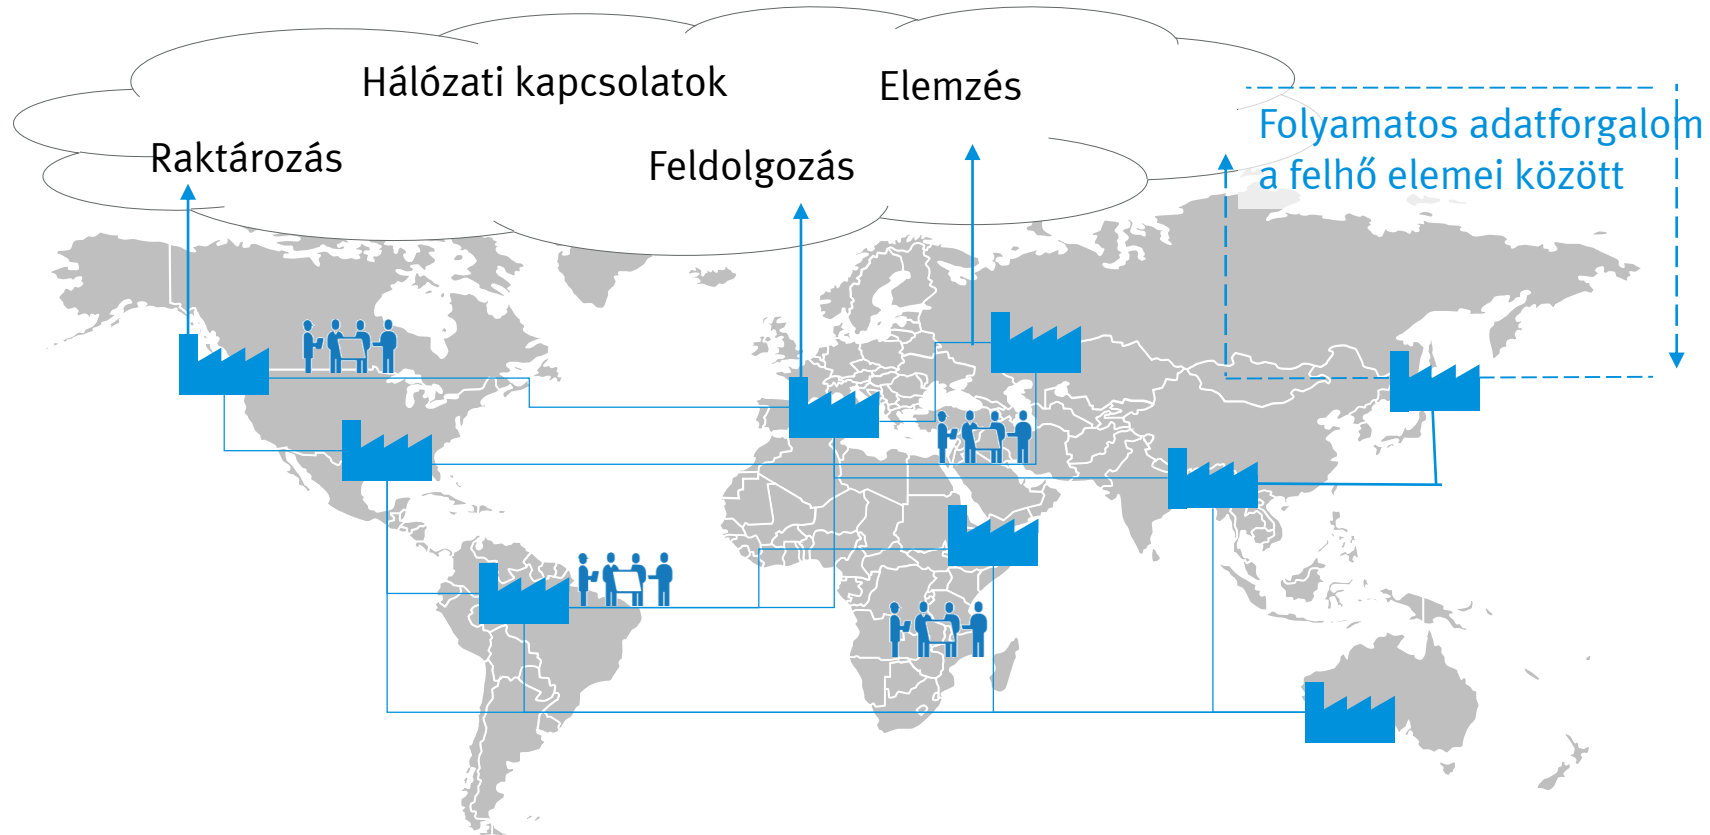 Hálózati kapcsolatok
Elemzés
Raktározás
Feldolgozás
Folyamatos adatforgalom
a felhő elemei között